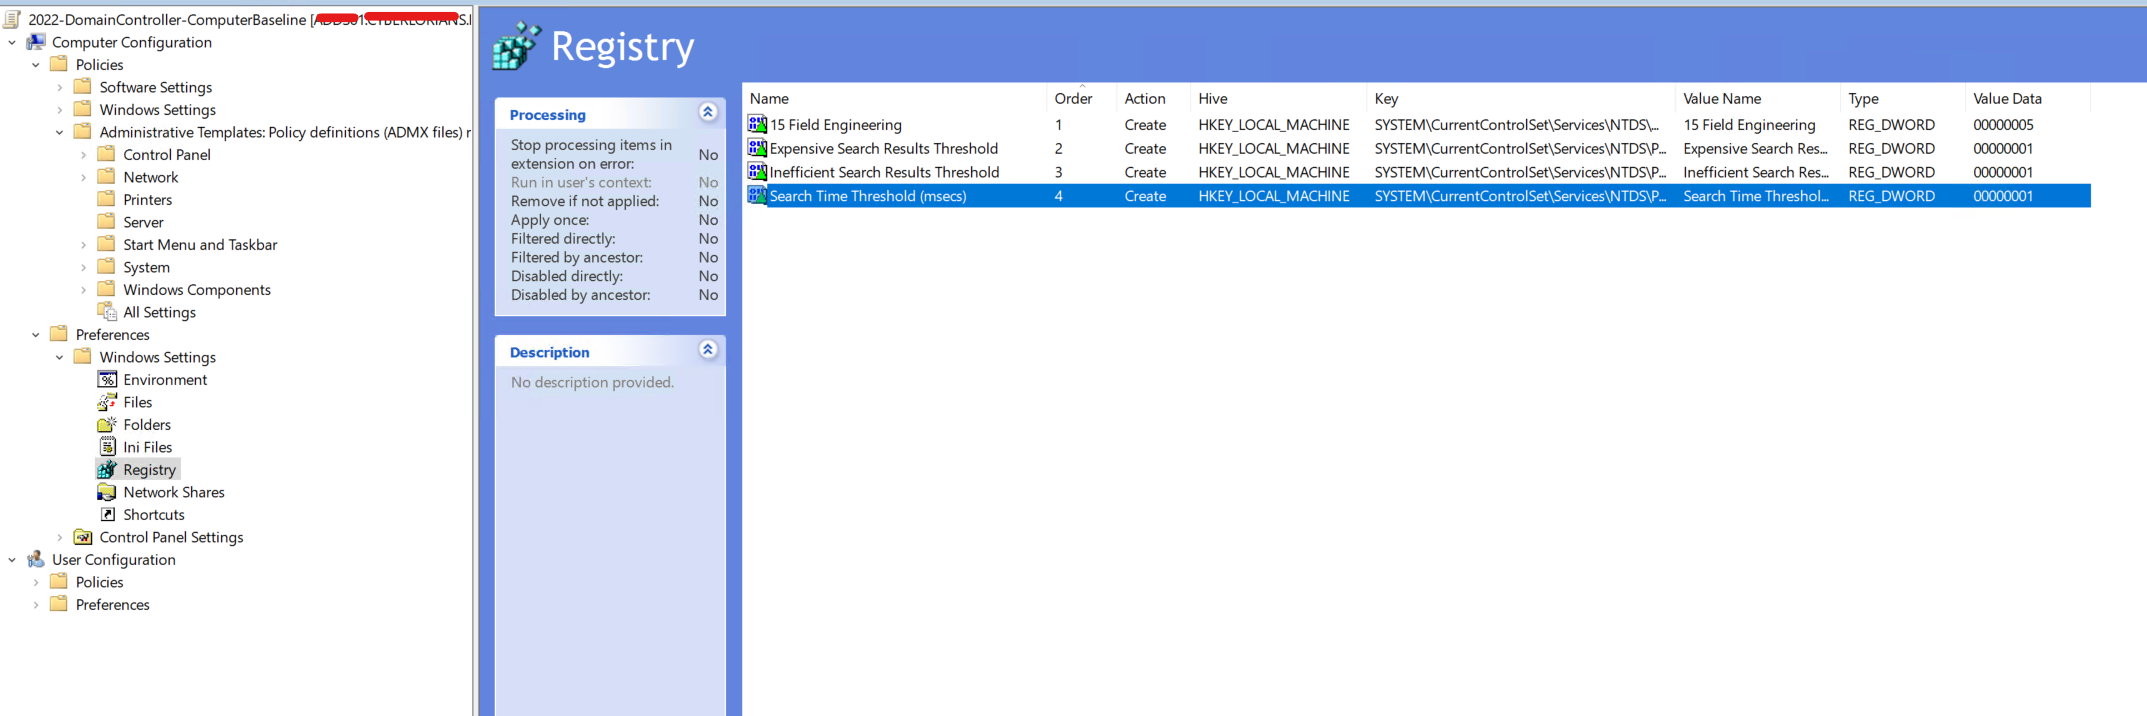 2022-DomainController-ComputerBaseline
Computer Configuration
Policies
Software Settings
Windows Settings
Administrative Templates: Policy definitions (ADMX files) r
Control Panel
Network
Printers
Server
Start Menu and Taskbar
System
Windows Components
All Settings
Preferences
Windows Settings
Environment
Files
Folders
Ini Files
Registry
Network Shares
Shortcuts
Control Panel Settings
User Configuration
Policies
Preferences
Registry
Processing
Stop processing items in
extension on error: No
Run in user's context: No
Remove if not applied: No
Apply once: No
Filtered directly: No
Filtered by ancestor: No
Disabled directly: No
Disabled by ancestor: No
Description
No description provided.
Name Order Action Hive Key Value Name Type Value Data
15 Field Engineering 1 Create HKEY_LOCAL_MACHINE SYSTEM\CurrentControlSet\Services\NTDS\... 15 Field Engineering REG_DWORD 00000005
Expensive Search Results Threshold 2 Create HKEY_LOCAL_MACHINE SYSTEM\CurrentControlSet\Services\NTDS\P... Expensive Search Res... REG_DWORD 00000001
Inefficient Search Results Threshold 3 Create HKEY_LOCAL_MACHINE SYSTEM\CurrentControlSet\Services\NTDS\P... Inefficient Search Res... REG_DWORD 00000001
Search Time Threshold (msecs) 4 Create HKEY_LOCAL_MACHINE SYSTEM\CurrentControlSet\Services\NTDS\P... Search Time Threshol... REG_DWORD 00000001